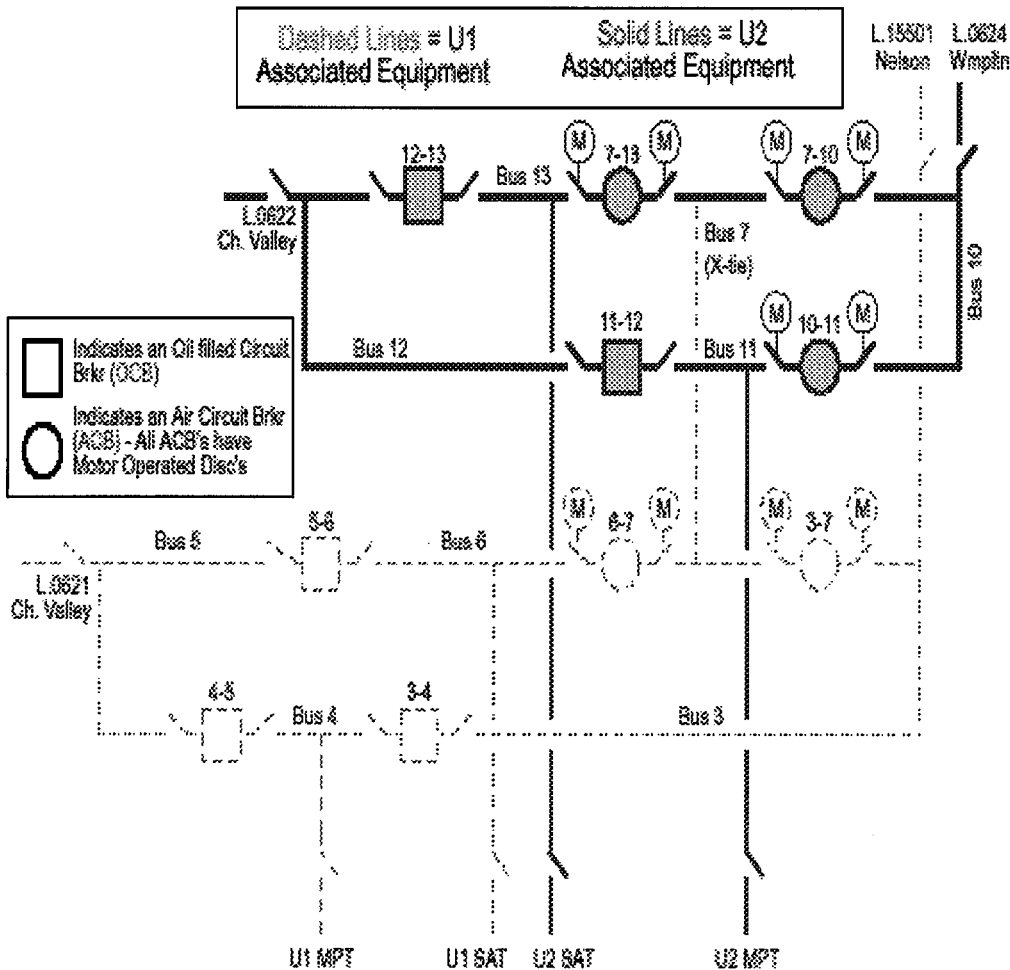 Dashed Lines = U1
Associated Equipment
Solid Lines = U2
Associated Equipment
L.15501
Nelson
L.0624
Wmpltn
12-13
Bus 13
M
7-13
M
M
7-10
M
L.0622
Ch. Valley
Bus 7
(X-tie)
Bus 10
Bus 12
11-12
Bus 11
M
10-11
M
Indicates an Oil filled Circuit
Brkr (OCB)
Indicates an Air Circuit Brkr
(ACB) - All ACB's have
Motor Operated Disc's
Bus 5
5-6
Bus 6
M
6-7
M
M
3-7
M
L.0621
Ch. Valley
4-5
Bus 4
3-4
Bus 3
U1 MPT
U1 SAT
U2 SAT
U2 MPT